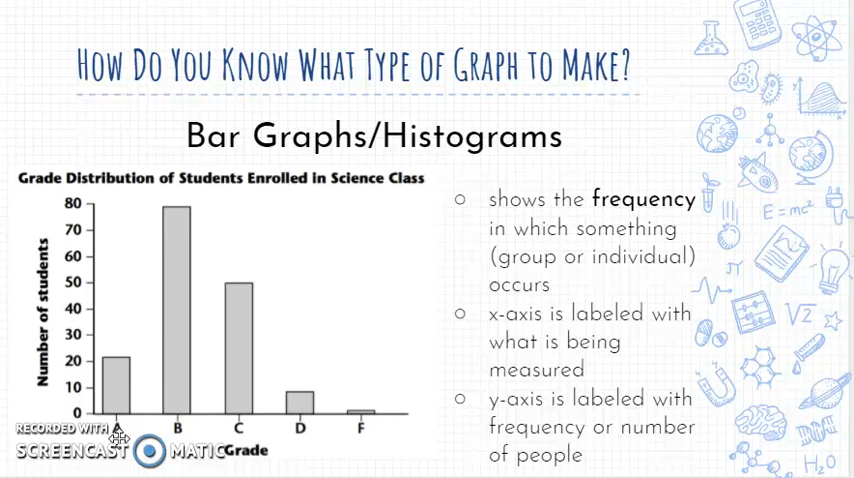 How Do You Know What Type of Graph to Make?
Bar Graphs/Histograms
Grade Distribution of Students Enrolled in Science Class
Number of students
80
70
60
50
40
30
20
10
0
A
B
C
D
F
Grade
○ shows the frequency
in which something
(group or individual)
occurs
○ x-axis is labeled with
what is being
measured
○ y-axis is labeled with
frequency or number
of people
E=mc²
√2
H₂O
y
x
RECORDED WITH
SCREENCAST MATIC